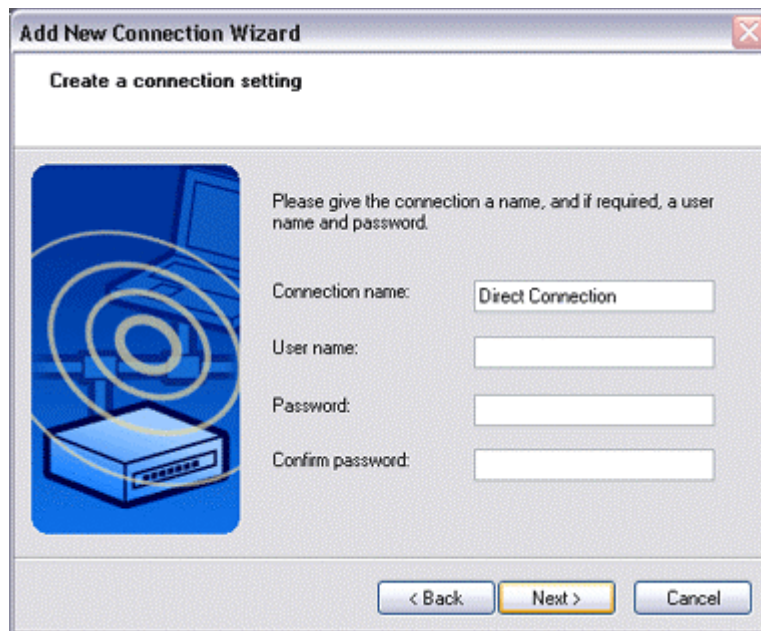 Add New Connection Wizard
Create a connection setting
Please give the connection a name, and if required, a user
name and password.
Connection name:
Direct Connection
User name:
Password:
Confirm password:
< Back
Next >
Cancel